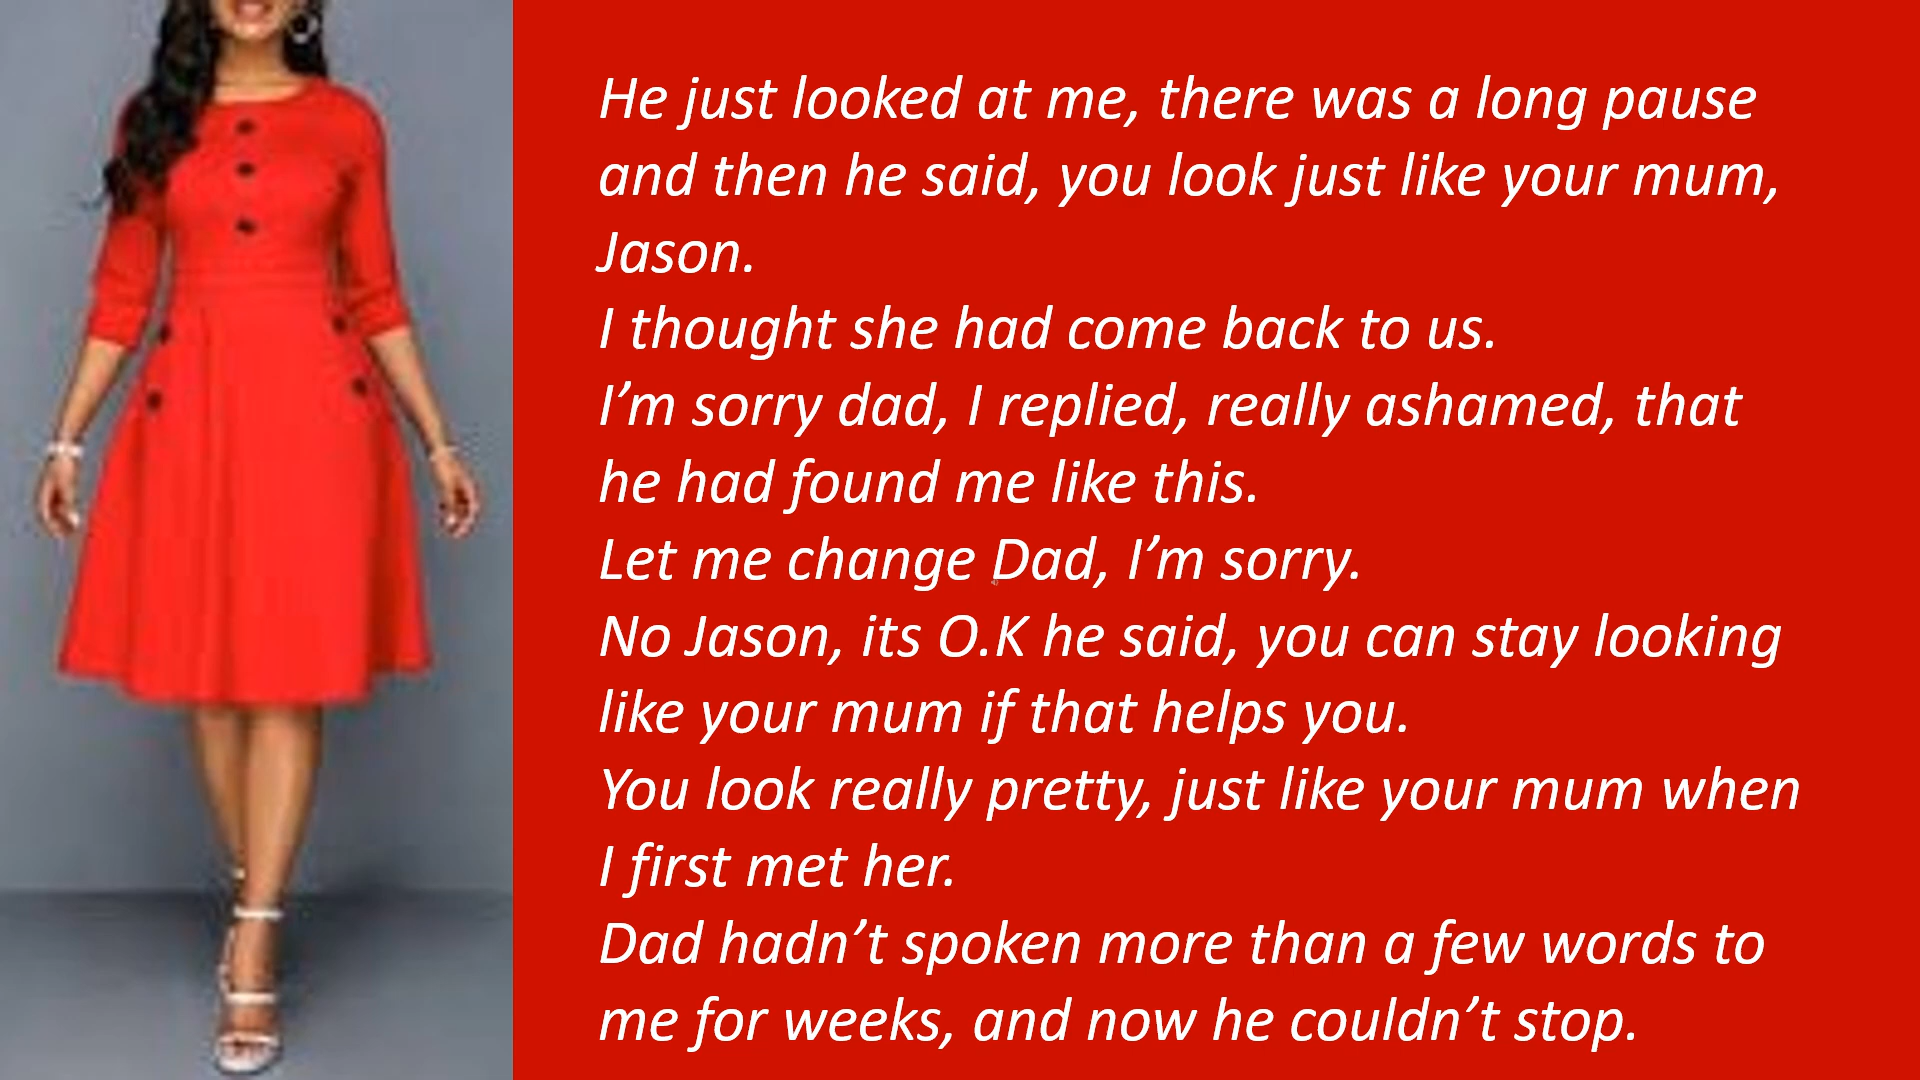 He just looked at me, there was a long pause
and then he said, you look just like your mum,
Jason.
I thought she had come back to us.
I’m sorry dad, I replied, really ashamed, that
he had found me like this.
Let me change Dad, I’m sorry.
No Jason, its O.K he said, you can stay looking
like your mum if that helps you.
You look really pretty, just like your mum when
I first met her.
Dad hadn’t spoken more than a few words to
me for weeks, and now he couldn’t stop.